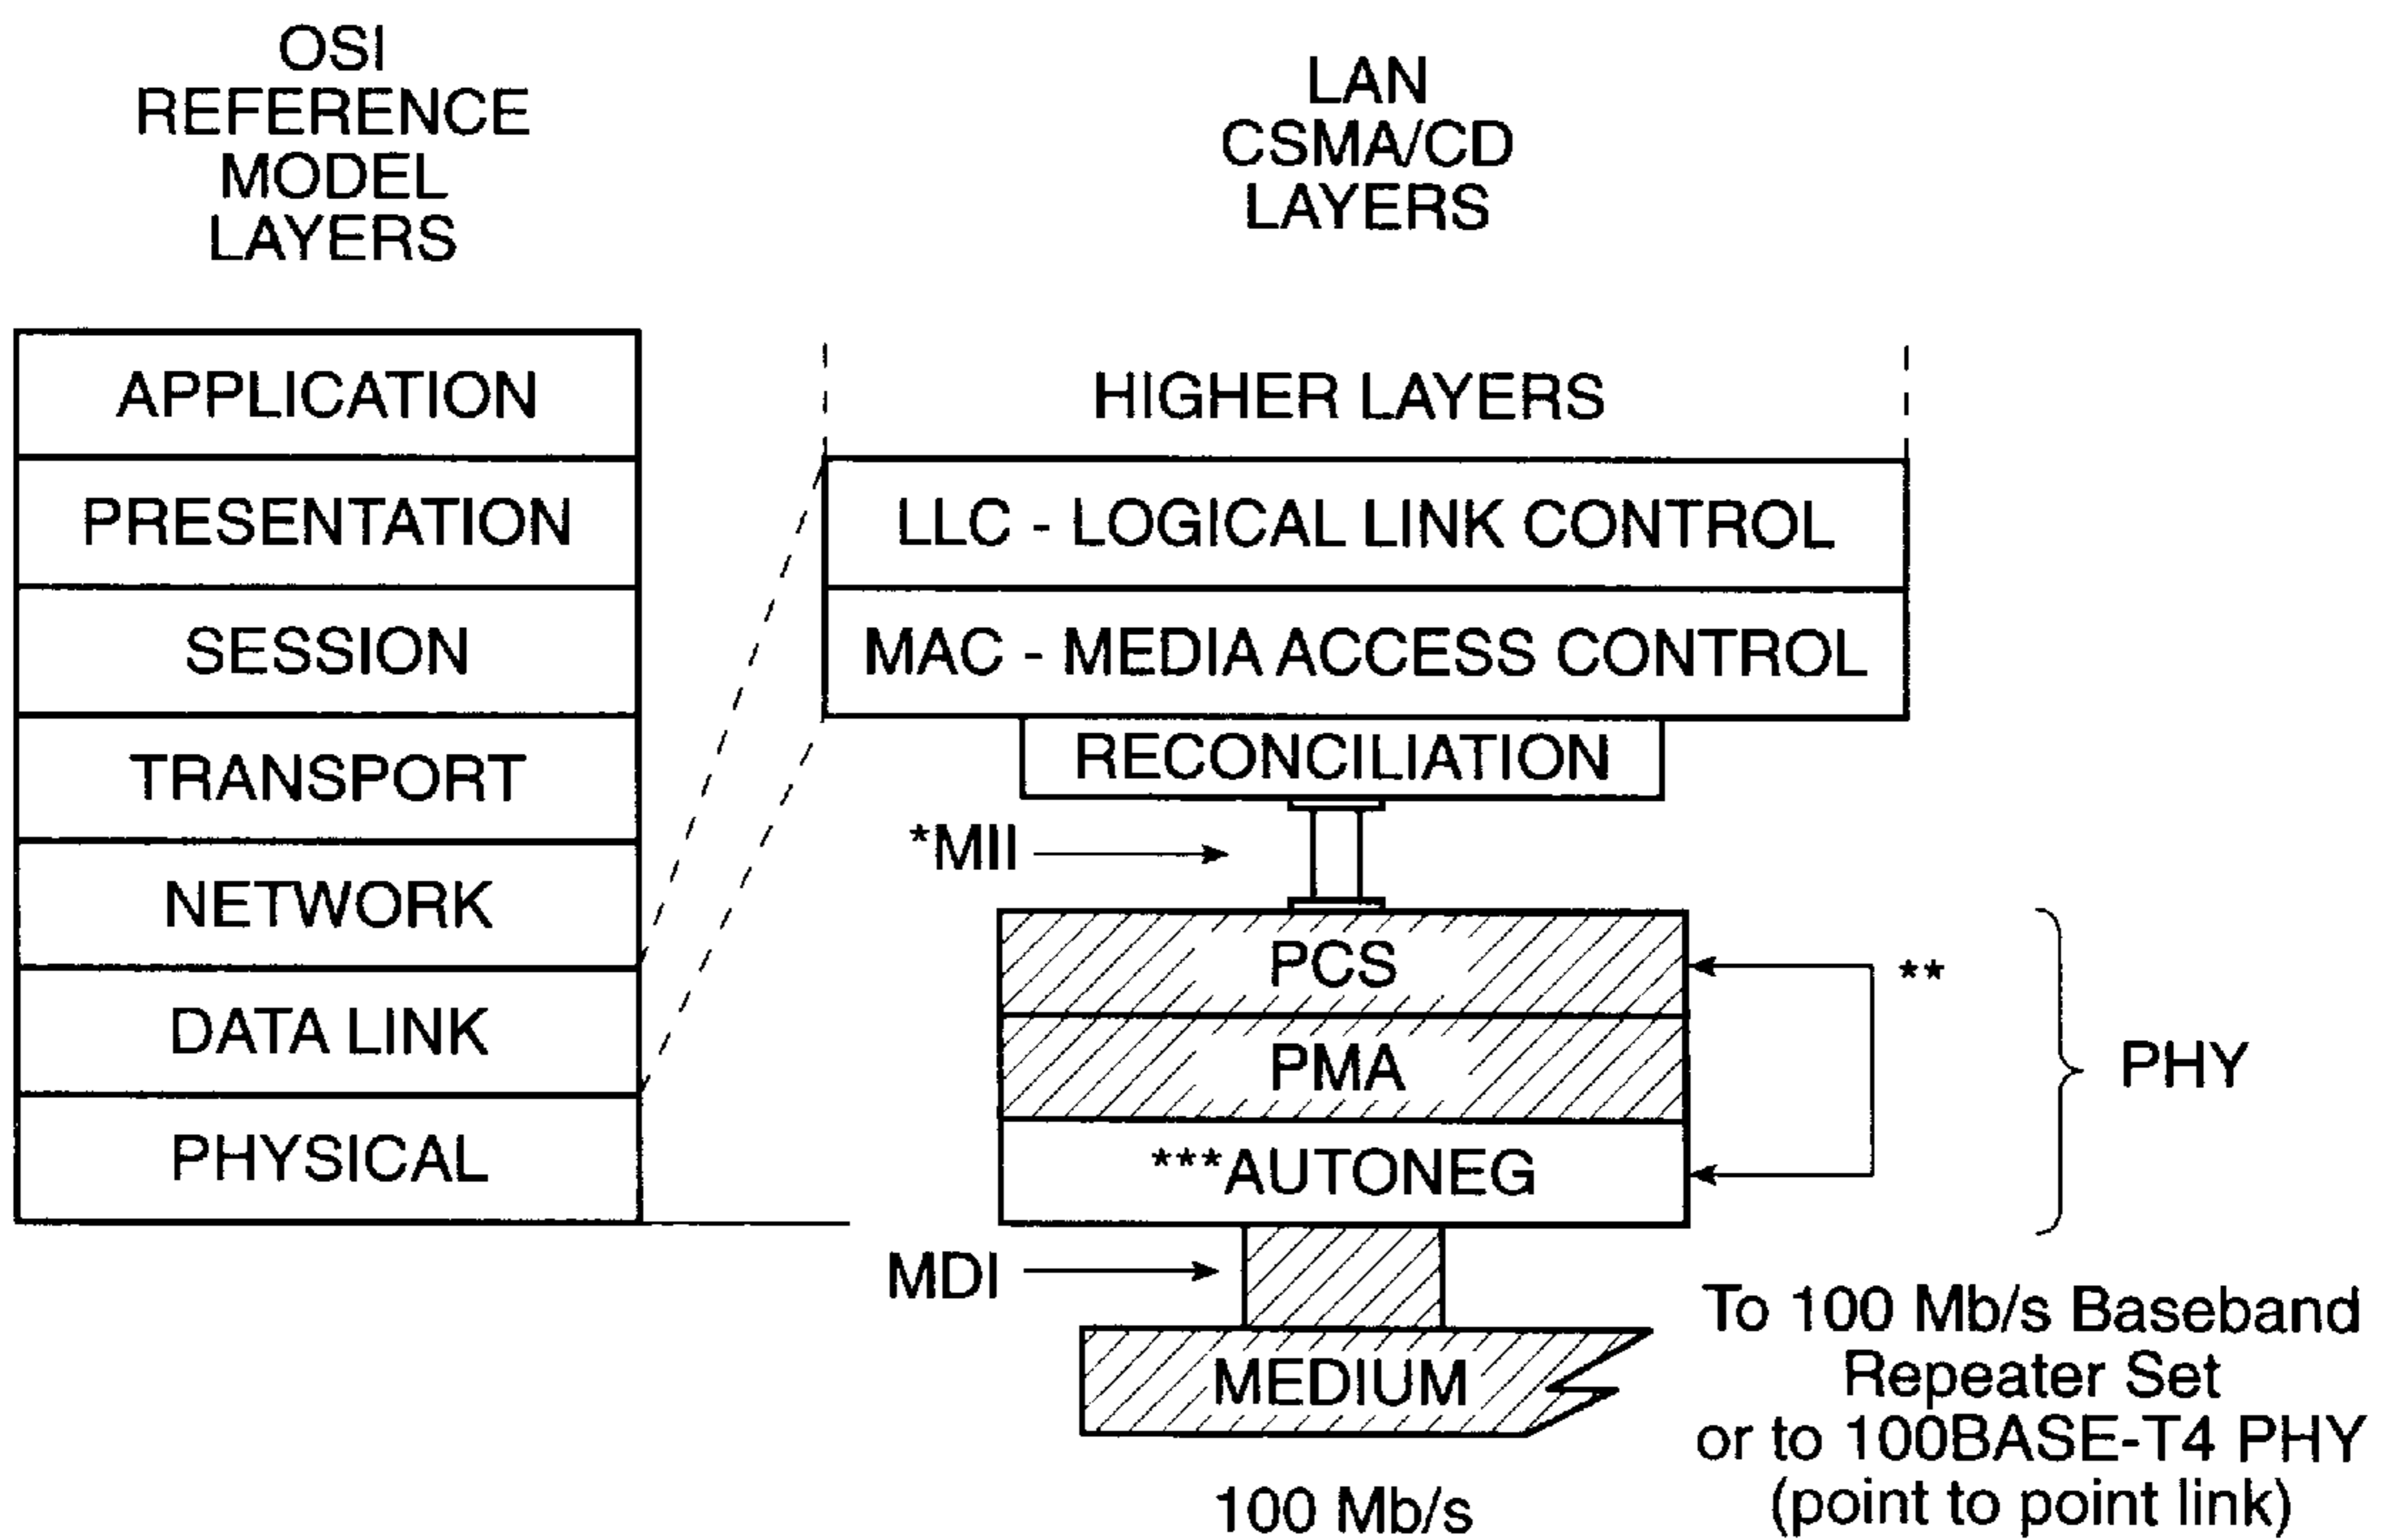 OSI
REFERENCE
MODEL
LAYERS
APPLICATION
PRESENTATION
SESSION
TRANSPORT
NETWORK
DATA LINK
PHYSICAL
LAN
CSMA/CD
LAYERS
HIGHER LAYERS
LLC - LOGICAL LINK CONTROL
MAC - MEDIA ACCESS CONTROL
RECONCILIATION
*MII
PCS
**
PMA
PHY
***AUTONEG
MDI
MEDIUM
100 Mb/s
To 100 Mb/s Baseband
Repeater Set
or to 100BASE-T4 PHY
(point to point link)